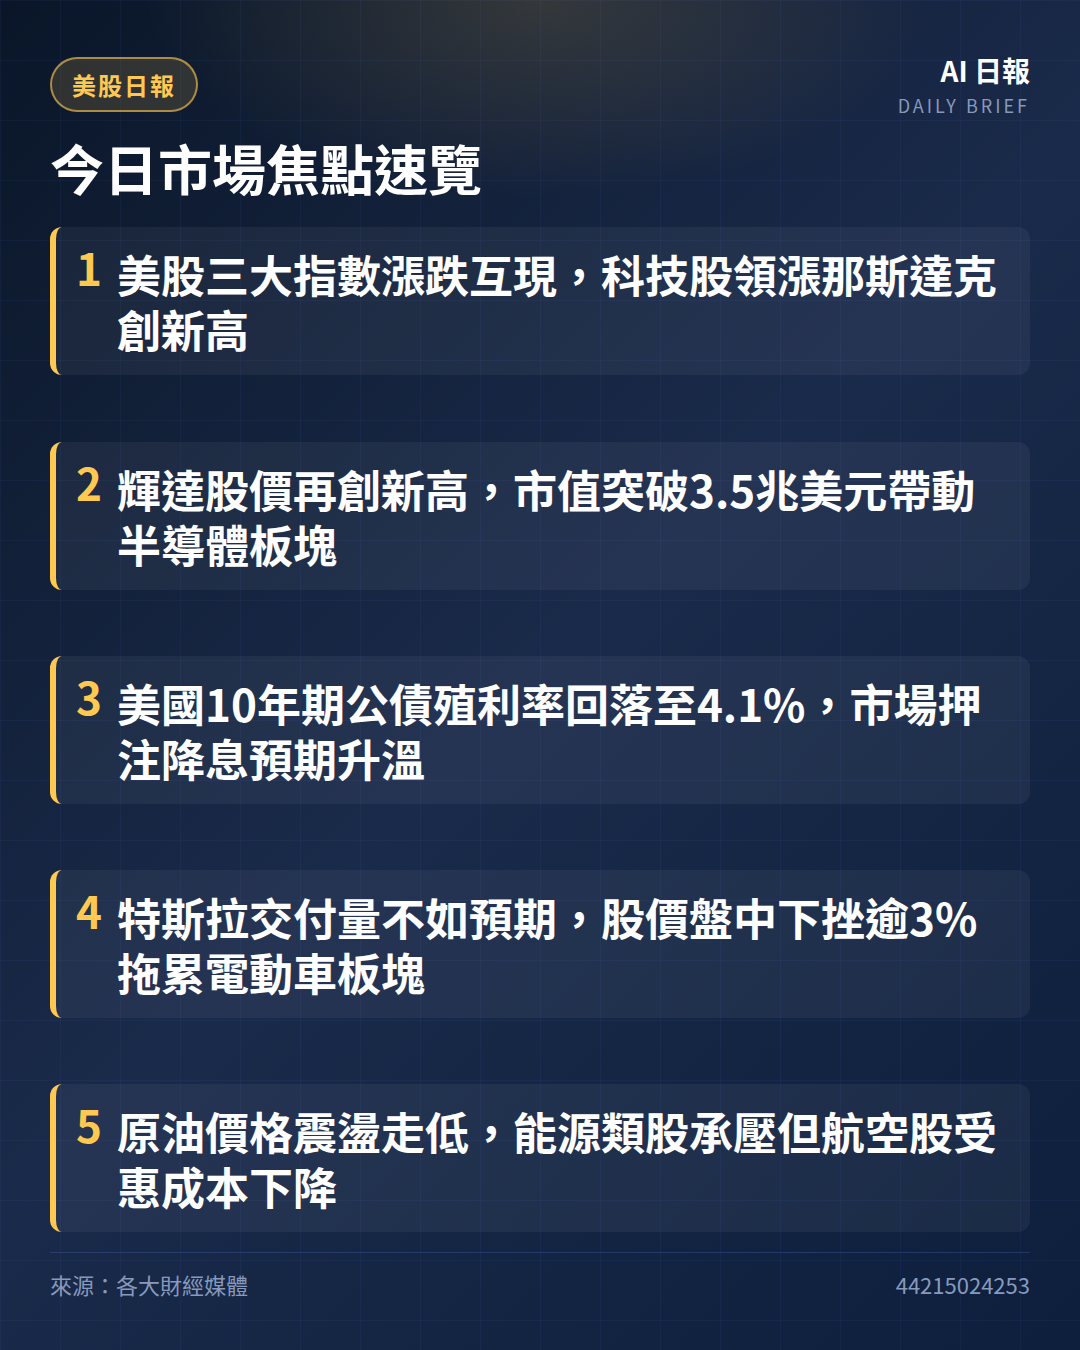 美股日報
AI 日報
DAILY BRIEF
今日市場焦點速覽
1 美股三大指數漲跌互現，科技股領漲那斯達克
創新高
2 輝達股價再創新高，市值突破3.5兆美元帶動
半導體板塊
3 美國10年期公債殖利率回落至4.1%，市場押
注降息預期升溫
4 特斯拉交付量不如預期，股價盤中下挫逾3%
拖累電動車板塊
5 原油價格震盪走低，能源類股承壓但航空股受
惠成本下降
來源：各大財經媒體
44215024253